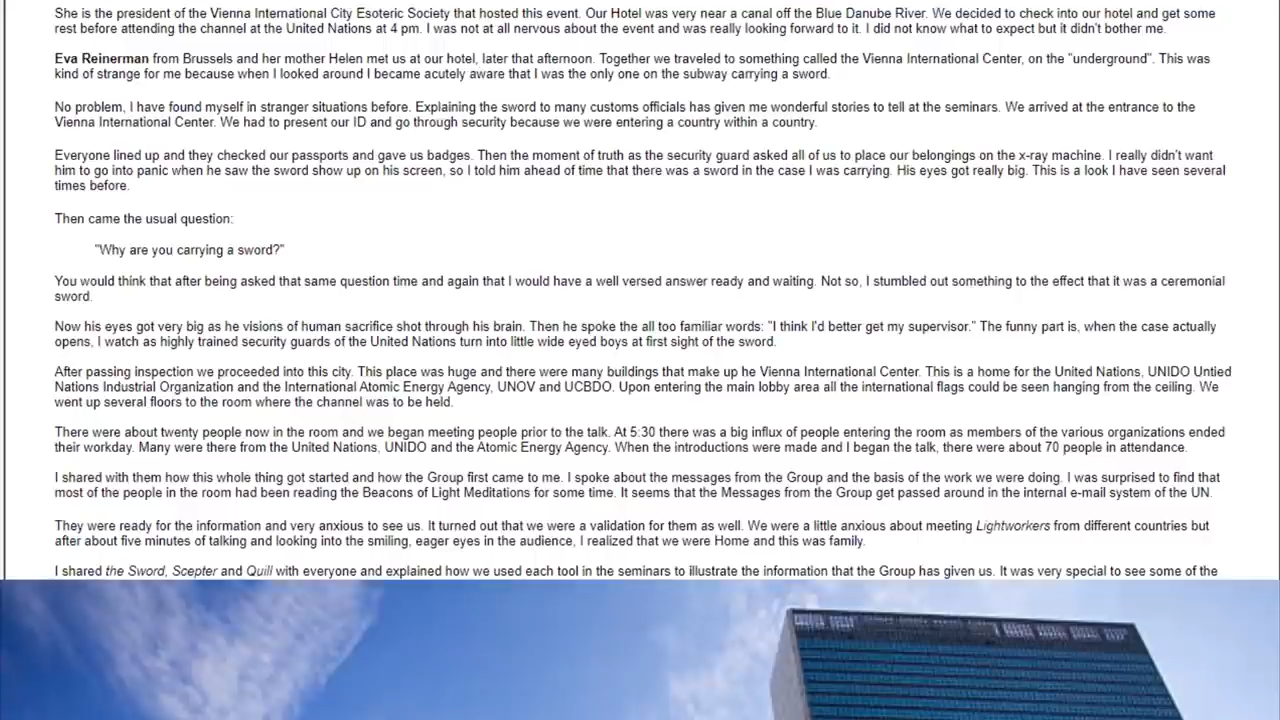 She is the president of the Vienna International City Esoteric Society that hosted this event. Our Hotel was very near a canal off the Blue Danube River. We decided to check into our hotel and get some
rest before attending the channel at the United Nations at 4 pm. I was not at all nervous about the event and was really looking forward to it. I did not know what to expect but it didn't bother me.
Eva Reinerman from Brussels and her mother Helen met us at our hotel, later that afternoon. Together we traveled to something called the Vienna International Center, on the "underground". This was
kind of strange for me because when I looked around I became acutely aware that I was the only one on the subway carrying a sword.
No problem, I have found myself in stranger situations before. Explaining the sword to many customs officials has given me wonderful stories to tell at the seminars. We arrived at the entrance to the
Vienna International Center. We had to present our ID and go through security because we were entering a country within a country.
Everyone lined up and they checked our passports and gave us badges. Then the moment of truth as the security guard asked all of us to place our belongings on the x-ray machine. I really didn't want
him to go into panic when he saw the sword show up on his screen, so I told him ahead of time that there was a sword in the case I was carrying. His eyes got really big. This is a look I have seen several
times before.
Then came the usual question:
"Why are you carrying a sword?"
You would think that after being asked that same question time and again that I would have a well versed answer ready and waiting. Not so, I stumbled out something to the effect that it was a ceremonial
sword.
Now his eyes got very big as he visions of human sacrifice shot through his brain. Then he spoke the all too familiar words: "I think I'd better get my supervisor." The funny part is, when the case actually
opens, I watch as highly trained security guards of the United Nations turn into little wide eyed boys at first sight of the sword.
After passing inspection we proceeded into this city. This place was huge and there were many buildings that make up he Vienna International Center. This is a home for the United Nations, UNIDO Untied
Nations Industrial Organization and the International Atomic Energy Agency, UNOV and UCBDO. Upon entering the main lobby area all the international flags could be seen hanging from the ceiling. We
went up several floors to the room where the channel was to be held.
There were about twenty people now in the room and we began meeting people prior to the talk. At 5:30 there was a big influx of people entering the room as members of the various organizations ended
their workday. Many were there from the United Nations, UNIDO and the Atomic Energy Agency. When the introductions were made and I began the talk, there were about 70 people in attendance.
I shared with them how this whole thing got started and how the Group first came to me. I spoke about the messages from the Group and the basis of the work we were doing. I was surprised to find that
most of the people in the room had been reading the Beacons of Light Meditations for some time. It seems that the Messages from the Group get passed around in the internal e-mail system of the UN.
They were ready for the information and very anxious to see us. It turned out that we were a validation for them as well. We were a little anxious about meeting Lightworkers from different countries but
after about five minutes of talking and looking into the smiling, eager eyes in the audience, I realized that we were Home and this was family.
I shared the Sword, Scepter and Quill with everyone and explained how we used each tool in the seminars to illustrate the information that the Group has given us. It was very special to see some of the